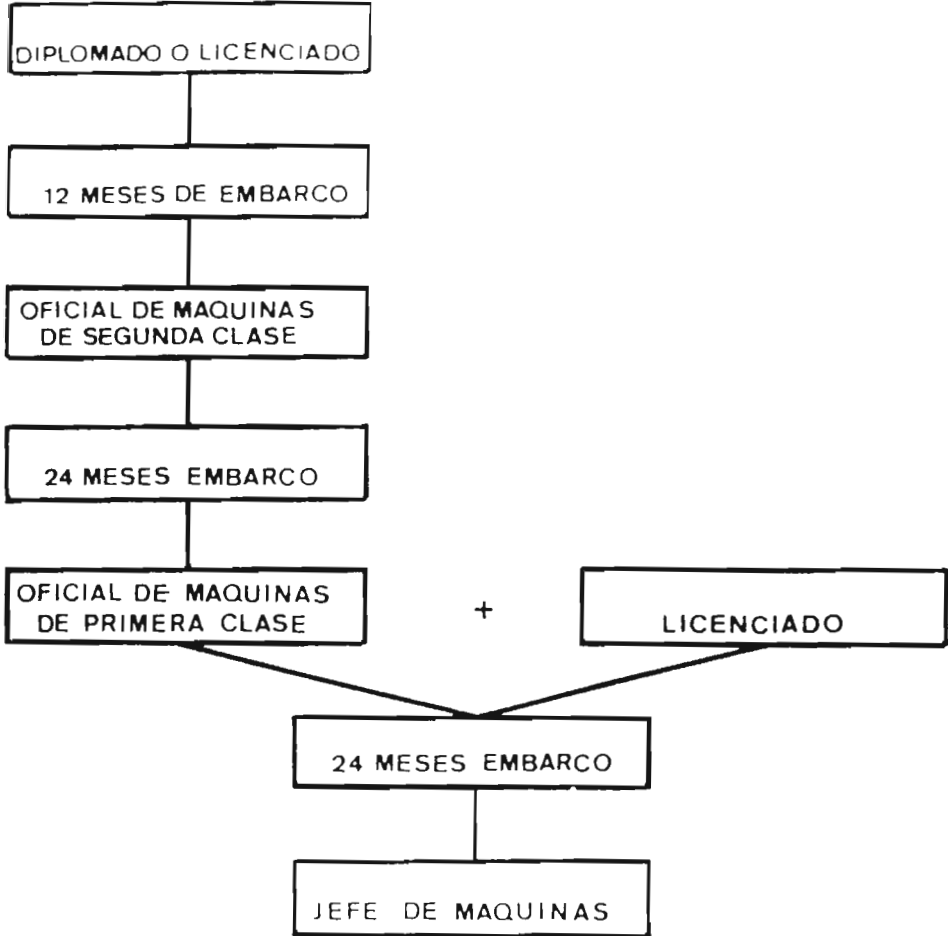 DIPLOMADO O LICENCIADO
12 MESES DE EMBARCO
OFICIAL DE MAQUINAS
DE SEGUNDA CLASE
24 MESES EMBARCO
OFICIAL DE MAQUINAS
DE PRIMERA CLASE
+
LICENCIADO
24 MESES EMBARCO
JEFE DE MAQUINAS